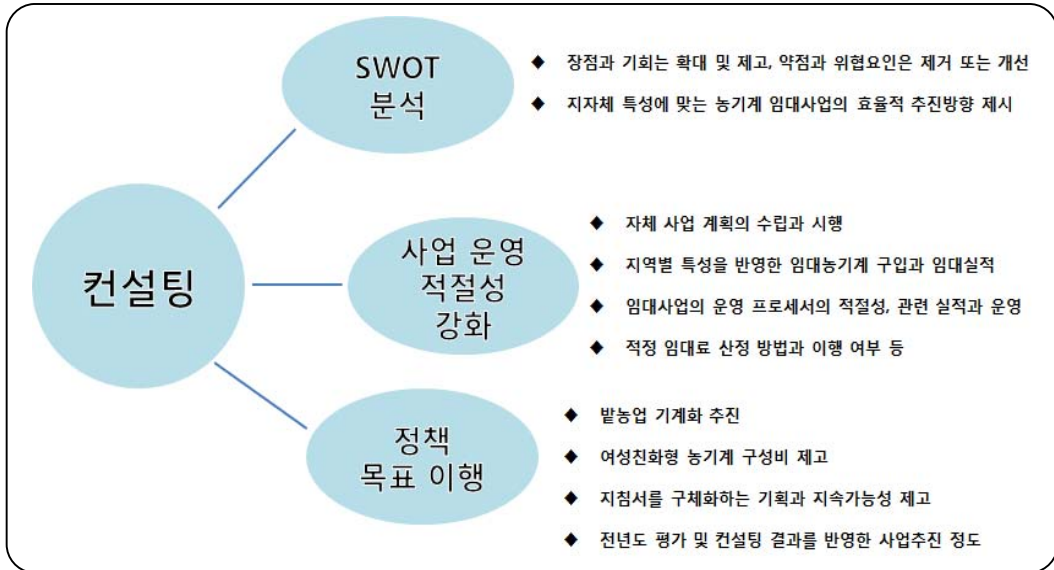 컨설팅
SWOT
분석
◆ 장점과 기회는 확대 및 제고, 약점과 위협요인은 제거 또는 개선
◆ 지자체 특성에 맞는 농기계 임대사업의 효율적 추진방향 제시
사업 운영
적절성
강화
◆ 자체 사업 계획의 수립과 시행
◆ 지역별 특성을 반영한 임대농기계 구입과 임대실적
◆ 임대사업의 운영 프로세서의 적절성, 관련 실적과 운영
◆ 적정 임대료 산정 방법과 이행 여부 등
정책
목표 이행
◆ 밭농업 기계화 추진
◆ 여성친화형 농기계 구성비 제고
◆ 지침서를 구체화하는 기획과 지속가능성 제고
◆ 전년도 평가 및 컨설팅 결과를 반영한 사업추진 정도